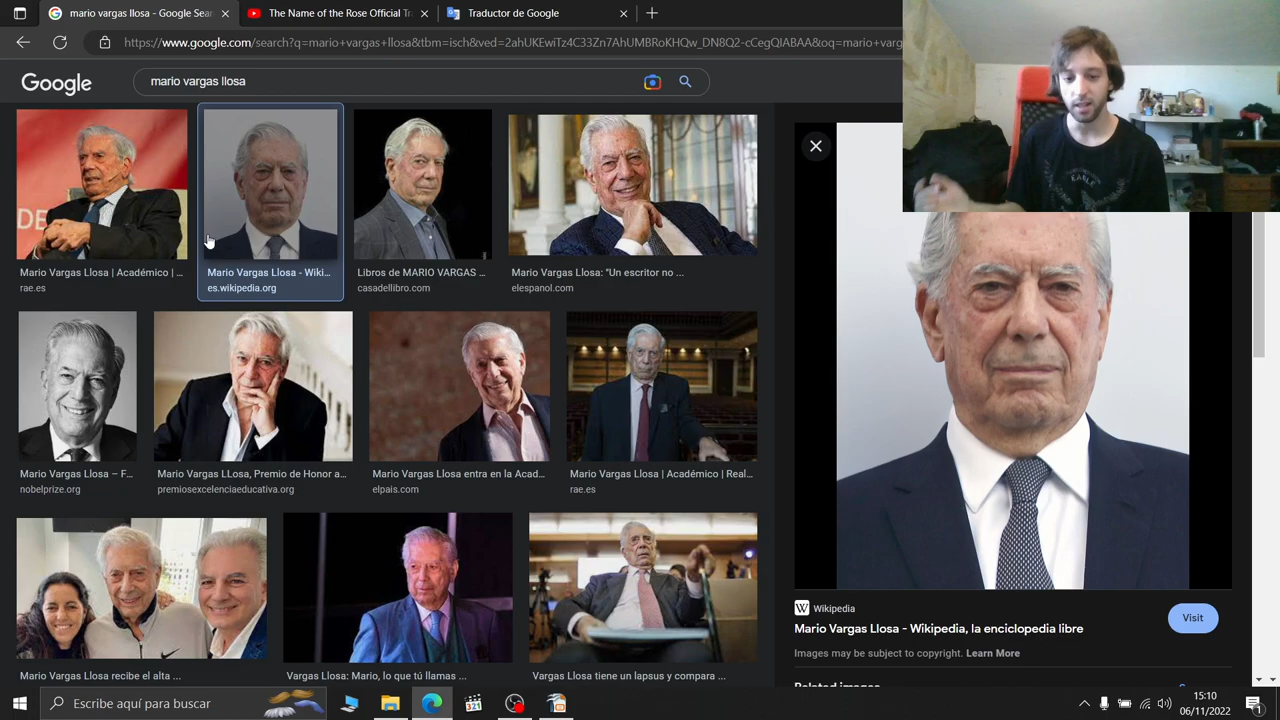 mario vargas llosa - Google Sear
The Name of the Rose Official Tr
Traductor de Google
https://www.google.com/search?q=mario+vargas+llosa&tbm=isch&ved=2ahUKEwiTz4C33Zn7AhUMBRoKHQw_DN8Q2-cCegQIABAA&oq=mario+varg
Google
mario vargas llosa
DE
EAGLE
Mario Vargas Llosa | Académico | ...
rae.es
Mario Vargas Llosa - Wiki...
es.wikipedia.org
Libros de MARIO VARGAS ...
casadellibro.com
Mario Vargas Llosa: "Un escritor no ...
elespanol.com
Mario Vargas Llosa – F...
nobelprize.org
Mario Vargas LLosa, Premio de Honor a...
premiosexcelenciaeducativa.org
Mario Vargas Llosa entra en la Acad...
elpais.com
Mario Vargas Llosa | Académico | Real...
rae.es
Mario Vargas Llosa recibe el alta ...
Vargas Llosa: Mario, lo que tú llamas ...
Vargas Llosa tiene un lapsus y compara ...
W Wikipedia
Mario Vargas Llosa - Wikipedia, la enciclopedia libre
Visit
Images may be subject to copyright. Learn More
Related images
Escribe aquí para buscar
321
15:10
06/11/2022
1